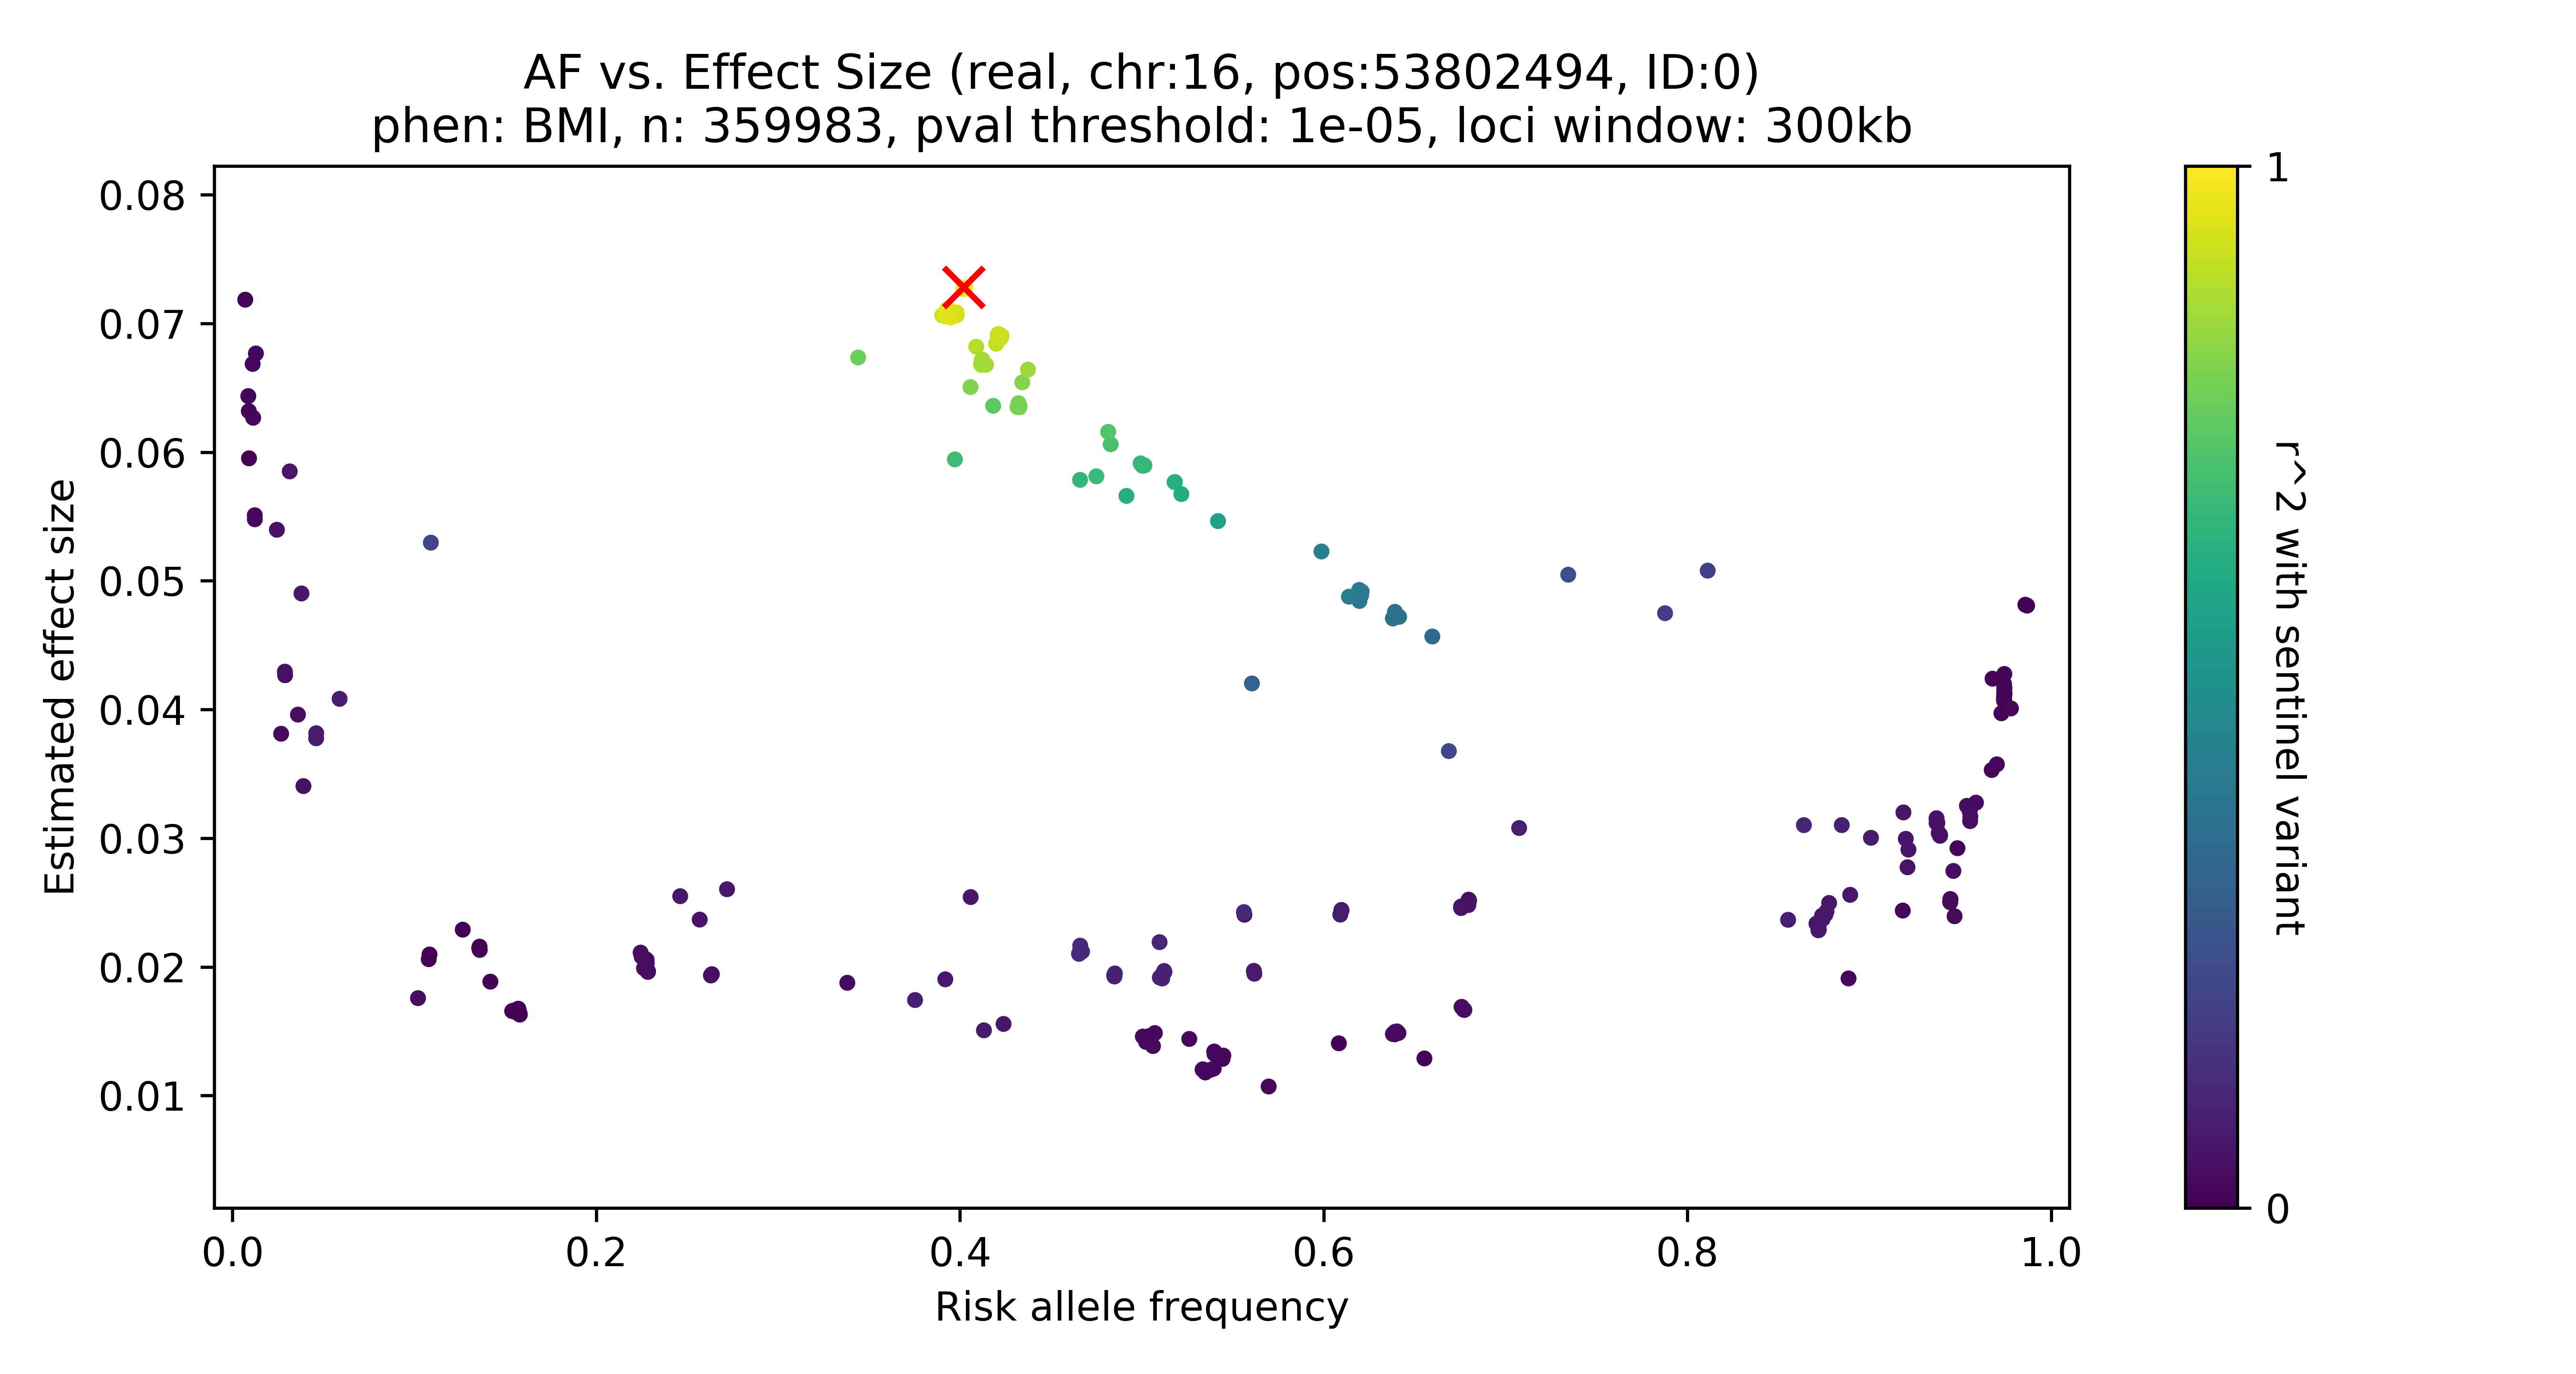 AF vs. Effect Size (real, chr:16, pos:53802494, ID:0)
phen: BMI, n: 359983, pval threshold: 1e-05, loci window: 300kb
0.08
0.07
0.06
0.05
0.04
0.03
0.02
0.01
Estimated effect size
0.0 0.2 0.4 0.6 0.8 1.0
Risk allele frequency
1
0
r^2 with sentinel variant